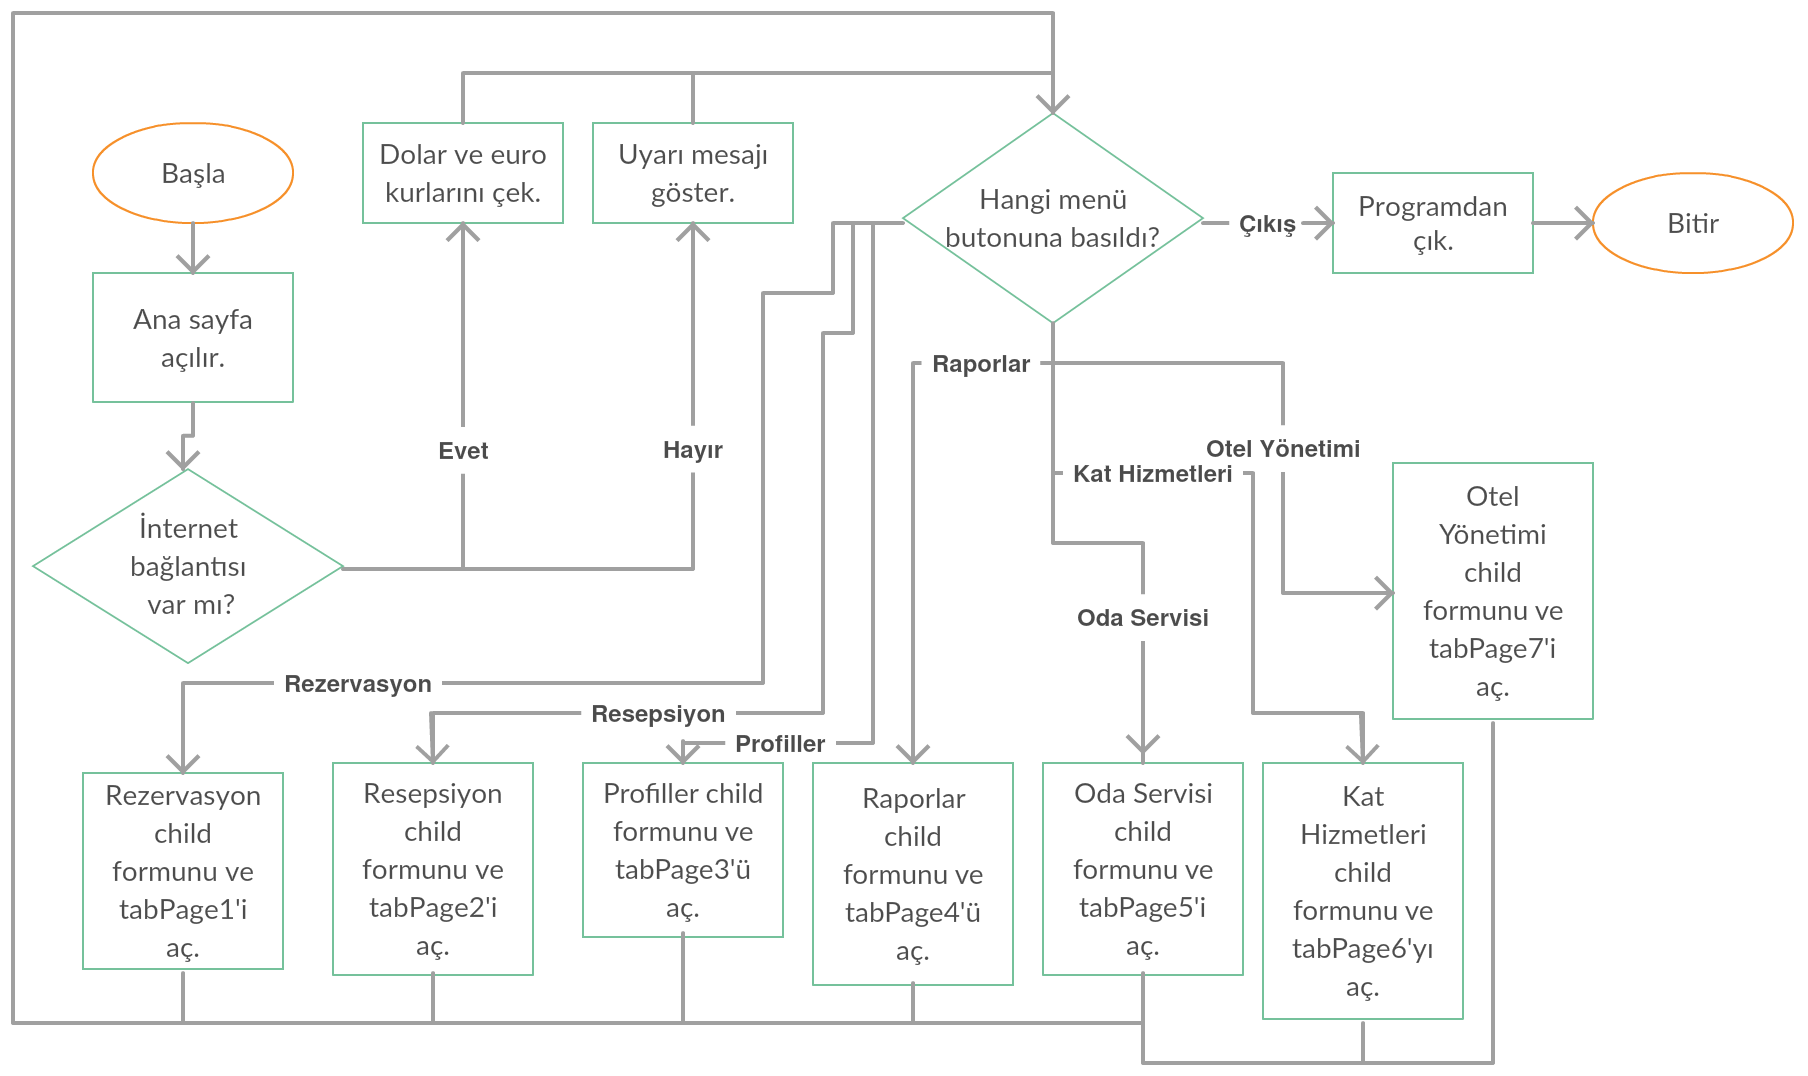 Başla
Dolar ve euro
kurlarını çek.
Uyarı mesajı
göster.
Hangi menü
butonuna basıldı?
Çıkış
Programdan
çık.
Bitir
Ana sayfa
açılır.
Raporlar
Evet
Hayır
Otel Yönetimi
Kat Hizmetleri
İnternet
bağlantısı
var mı?
Otel
Yönetimi
child
formunu ve
tabPage7'i
aç.
Oda Servisi
Rezervasyon
Resepsiyon
Profiller
Rezervasyon
child
formunu ve
tabPage1'i
aç.
Resepsiyon
child
formunu ve
tabPage2'i
aç.
Profiller child
formunu ve
tabPage3'ü
aç.
Raporlar
child
formunu ve
tabPage4'ü
aç.
Oda Servisi
child
formunu ve
tabPage5'i
aç.
Kat
Hizmetleri
child
formunu ve
tabPage6'yı
aç.